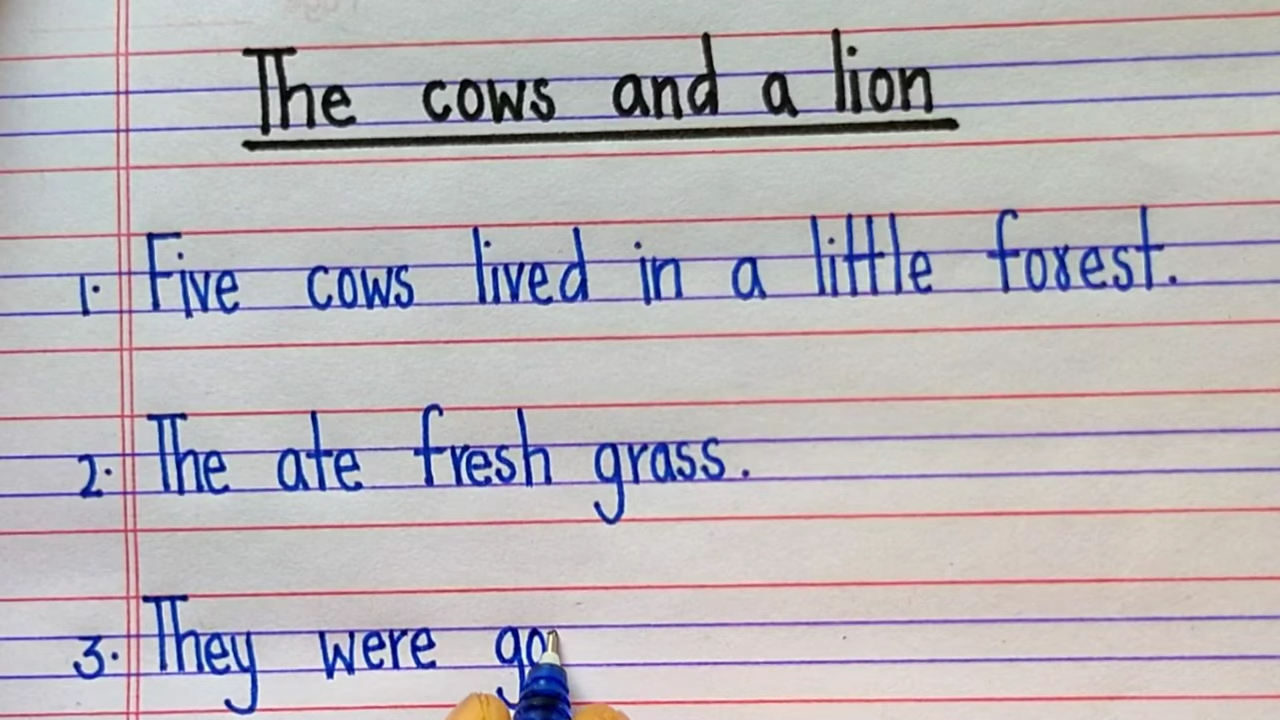 The cows and a lion
1. Five cows lived in a little forest.
2. The ate fresh grass.
3. They were go